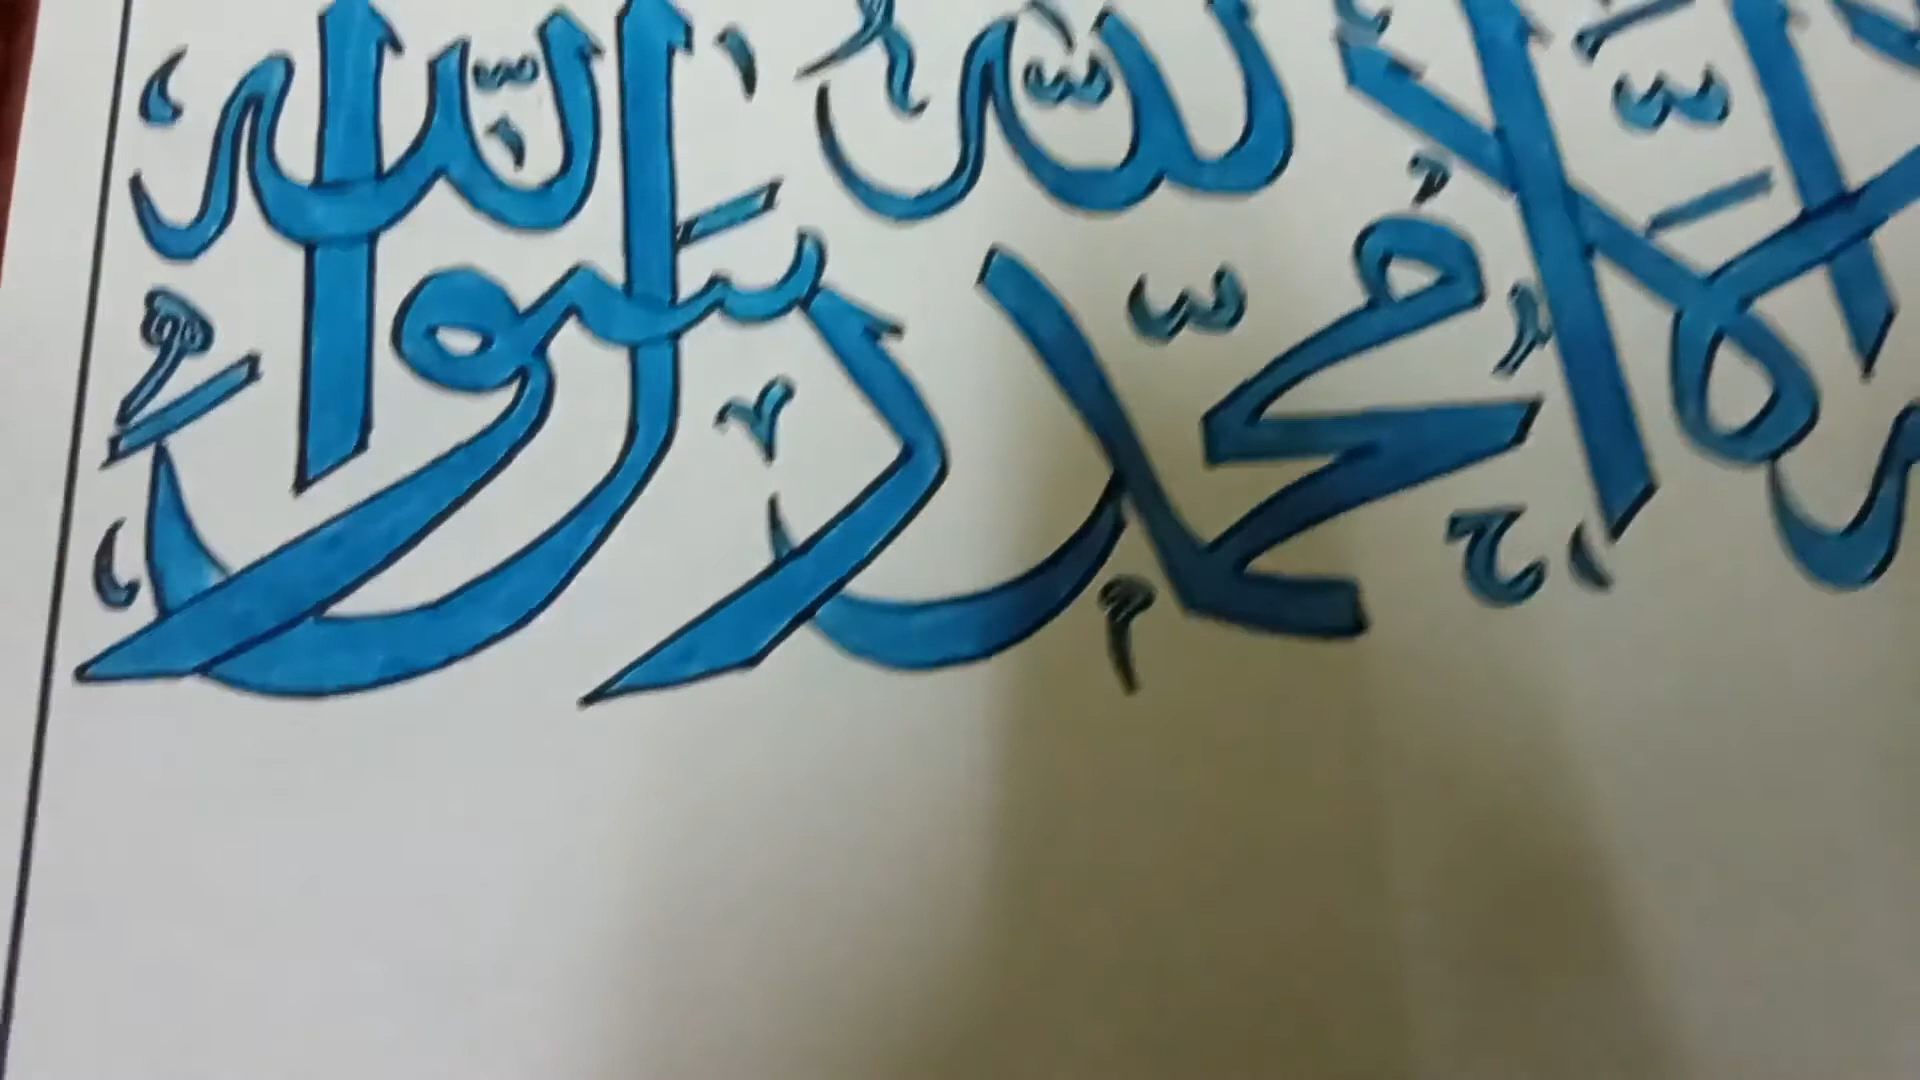 إلا الله
محمد رسول الله